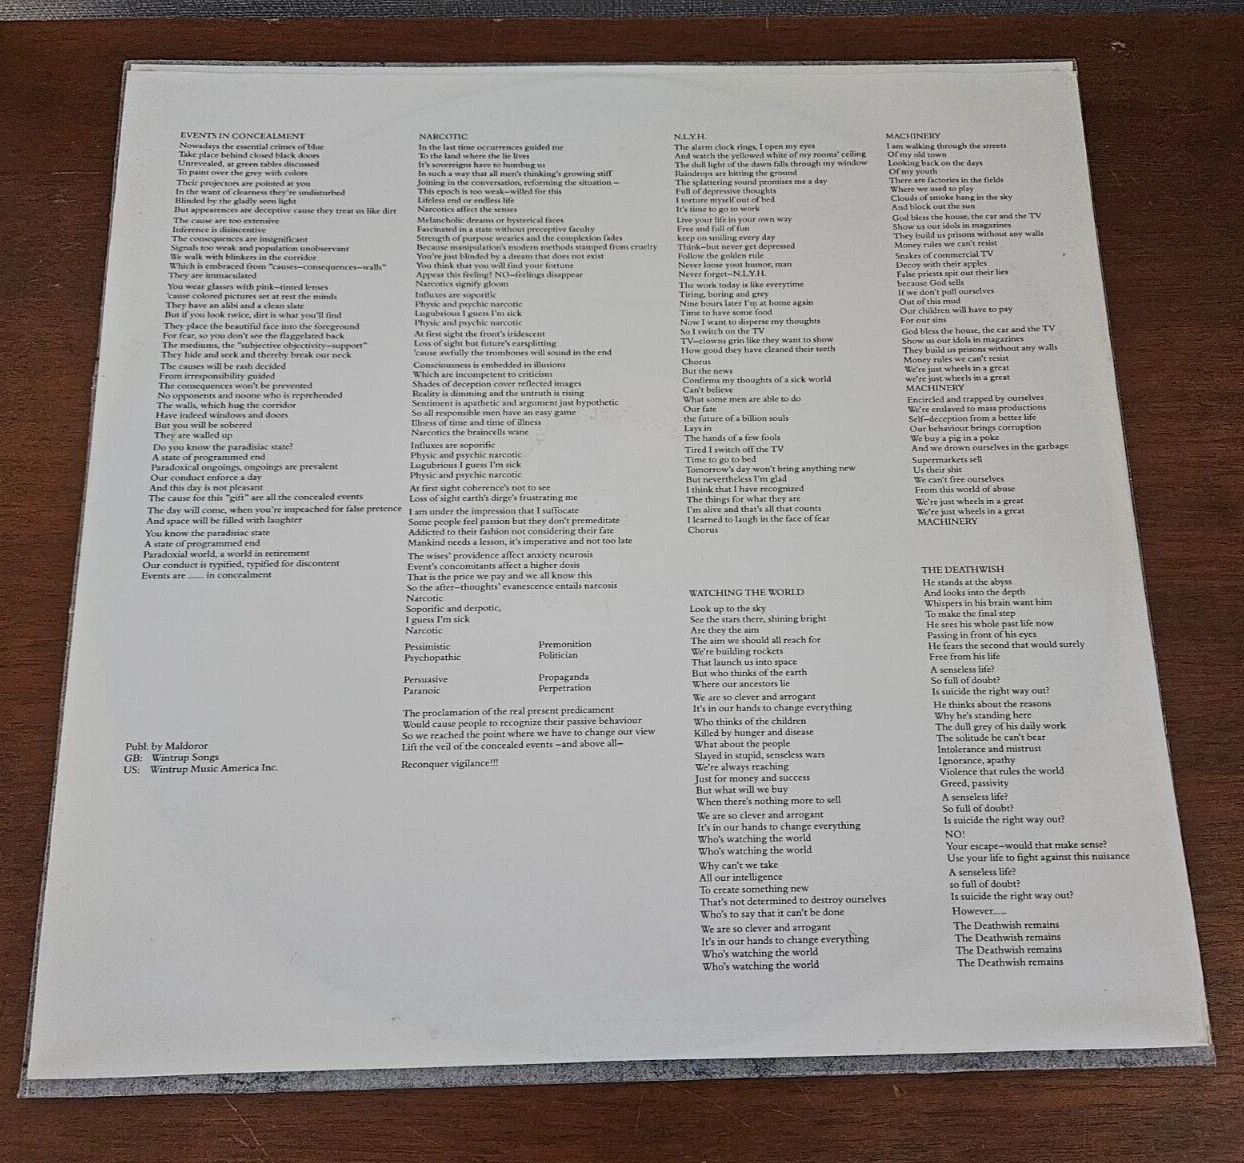 EVENTS IN CONCEALMENT
Nowadays the essential crimes of blue
Take place behind closed black doors
Unrevealed, at green tables discussed
To paint over the grey with colors
Their projectors are pointed at you
In the want of clearness they're undisturbed
Blinded by the gladly seen light
But appearences are deceptive cause they treat us like dirt
The cause are too extensive
Inference is disincentive
The consequences are insignificant
Signals too weak and population unobservant
We walk with blinkers in the corridor
Which is embraced from "causes—consequences—walls"
They are immaculated
You wear glasses with pink—tinted lenses
'cause colored pictures set at rest the minds
They have an alibi and a clean slate
But if you look twice, dirt is what you'll find
They place the beautiful face into the foreground
For fear, so you don't see the flaggelated back
The mediums, the "subjective objectivity—support"
They hide and seek and thereby break our neck
The causes will be rash decided
From irresponsibility guided
The consequences won't be prevented
No opponents and noone who is reprehended
The walls, which hug the corridor
Have indeed windows and doors
But you will be sobered
They are walled up
Do you know the paradisiac state?
A state of programmed end
Paradoxical ongoings, ongoings are prevalent
Our conduct enforce a day
And this day is not pleasant
The cause for this "gift" are all the concealed events
The day will come, when you're impeached for false pretence
And space will be filled with laughter
You know the paradisiac state
A state of programmed end
Paradoxial world, a world in retirement
Our conduct is typified, typified for discontent
Events are ...... in concealment
Publ. by Maldoror
GB: Wintrup Songs
US: Wintrup Music America Inc.
NARCOTIC
In the last time occurrences guided me
To the land where the lie lives
It's sovereigns have to humbug us
In such a way that all men's thinking's growing stiff
Joining in the conversation, reforming the situation —
This epoch is too weak—willed for this
Lifeless end or endless life
Narcotics affect the senses
Melancholic dreams or hysterical faces
Fascinated in a state without preceptive faculty
Strength of purpose wearies and the complexion fades
Because manipulation's modern methods stamped from cruelty
You're just blinded by a dream that does not exist
You think that you will find your fortune
Appear this feeling? NO—feelings disappear
Narcotics signify gloom
Influxes are soporific
Physic and psychic narcotic
Lugubrious I guess I'm sick
Physic and psychic narcotic
At first sight the front's iridescent
Loss of sight but future's earsplitting
'cause awfully the trombones will sound in the end
Consciousness is embedded in illusions
Which are incompetent to criticism
Shades of deception cover reflected images
Reality is dimming and the untruth is rising
Sentiment is apathetic and argument just hypothetic
So all responsible men have an easy game
Illness of time and time of illness
Narcotics the braincells wane
Influxes are soporific
Physic and psychic narcotic
Lugubrious I guess I'm sick
Physic and psychic narcotic
At first sight coherence's not to see
Loss of sight earth's dirge's frustrating me
I am under the impression that I suffocate
Some people feel passion but they don't premeditate
Addicted to their fashion not considering their fate
Mankind needs a lesson, it's imperative and not too late
The wises' providence affect anxiety neurosis
Event's concomitants affect a higher dosis
That is the price we pay and we all know this
So the after—thoughts' evanescence entails narcosis
Narcotic
Soporific and despotic,
I guess I'm sick
Narcotic
Pessimistic Premonition
Psychopathic Politician
Persuasive Propaganda
Paranoic Perpetration
The proclamation of the real present predicament
Would cause people to recognize their passive behaviour
So we reached the point where we have to change our view
Lift the veil of the concealed events —and above all—
Reconquer vigilance!!!
N.L.Y.H.
The alarm clock rings, I open my eyes
And watch the yellowed white of my rooms' ceiling
The dull light of the dawn falls through my window
Raindrops are hitting the ground
The splattering sound promises me a day
Full of depressive thoughts
I torture myself out of bed
It's time to go to work
Live your life in your own way
Free and full of fun
keep on smiling every day
Think—but never get depressed
Follow the golden rule
Never loose your humor, man
Never forget—N.L.Y.H.
The work today is like everytime
Tiring, boring and grey
Nine hours later I'm at home again
Time to have some food
Now I want to disperse my thoughts
So I switch on the TV
TV—clowns grin like they want to show
How good they have cleaned their teeth
Chorus
But the news
Confirms my thoughts of a sick world
Can't believe
What some men are able to do
Our fate
the future of a billion souls
Lays in
The hands of a few fools
Tired I switch off the TV
Time to go to bed
Tomorrow's day won't bring anything new
But nevertheless I'm glad
I think that I have recognized
The things for what they are
I'm alive and that's all that counts
I learned to laugh in the face of fear
Chorus
WATCHING THE WORLD
Look up to the sky
See the stars there, shining bright
Are they the aim
The aim we should all reach for
We're building rockets
That launch us into space
But who thinks of the earth
Where our ancestors lie
We are so clever and arrogant
It's in our hands to change everything
Who thinks of the children
Killed by hunger and disease
What about the people
Slayed in stupid, senseless wars
We're always reaching
Just for money and success
But what will we buy
When there's nothing more to sell
We are so clever and arrogant
It's in our hands to change everything
Who's watching the world
Who's watching the world
Why can't we take
All our intelligence
To create something new
That's not determined to destroy ourselves
Who's to say that it can't be done
We are so clever and arrogant
It's in our hands to change everything
Who's watching the world
Who's watching the world
MACHINERY
I am walking through the streets
Of my old town
Looking back on the days
Of my youth
There are factories in the fields
Where we used to play
Clouds of smoke hang in the sky
And block out the sun
God bless the house, the car and the TV
Show us our idols in magazines
They build us prisons without any walls
Money rules we can't resist
Snakes of commercial TV
Decoy with their apples
False priests spit out their lies
because God sells
If we don't pull ourselves
Out of this mud
Our children will have to pay
For our sins
God bless the house, the car and the TV
Show us our idols in magazines
They build us prisons without any walls
Money rules we can't resist
We're just wheels in a great
we're just wheels in a great
MACHINERY
Encircled and trapped by ourselves
We're enslaved to mass productions
Self—deception from a better life
Our behaviour brings corruption
We buy a pig in a poke
And we drown ourselves in the garbage
Supermarkets sell
Us their shit
We can't free ourselves
From this world of abuse
We're just wheels in a great
We're just wheels in a great
MACHINERY
THE DEATHWISH
He stands at the abyss
And looks into the depth
Whispers in his brain want him
To make the final step
He sees his whole past life now
Passing in front of his eyes
He fears the second that would surely
Free from his life
A senseless life?
So full of doubt?
Is suicide the right way out?
He thinks about the reasons
Why he's standing here
The dull grey of his daily work
The solitude he can't bear
Intolerance and mistrust
Ignorance, apathy
Violence that rules the world
Greed, passivity
A senseless life?
So full of doubt?
Is suicide the right way out?
NO!
Your escape—would that make sense?
Use your life to fight against this nuisance
A senseless life?
so full of doubt?
Is suicide the right way out?
However.....
The Deathwish remains
The Deathwish remains
The Deathwish remains
The Deathwish remains